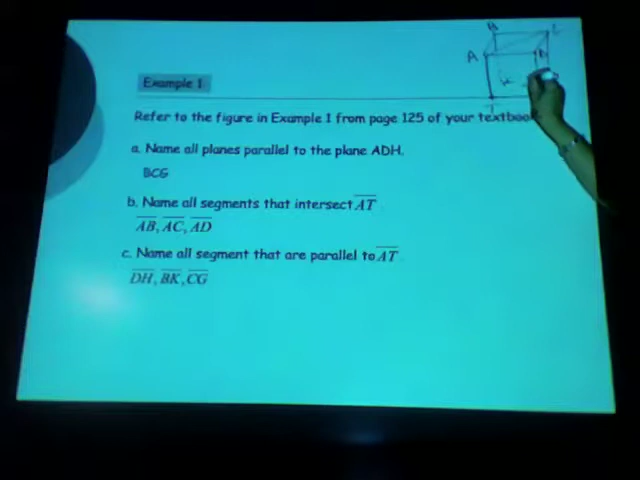 B
A
D
K
T
Example 1
Refer to the figure in Example 1 from page 125 of your
a. Name all planes parallel to the plane ADH.
BCG
b. Name all segments that intersect AT
AB, AC, AD
c. Name all segment that are parallel to AT
DH, BK, CG